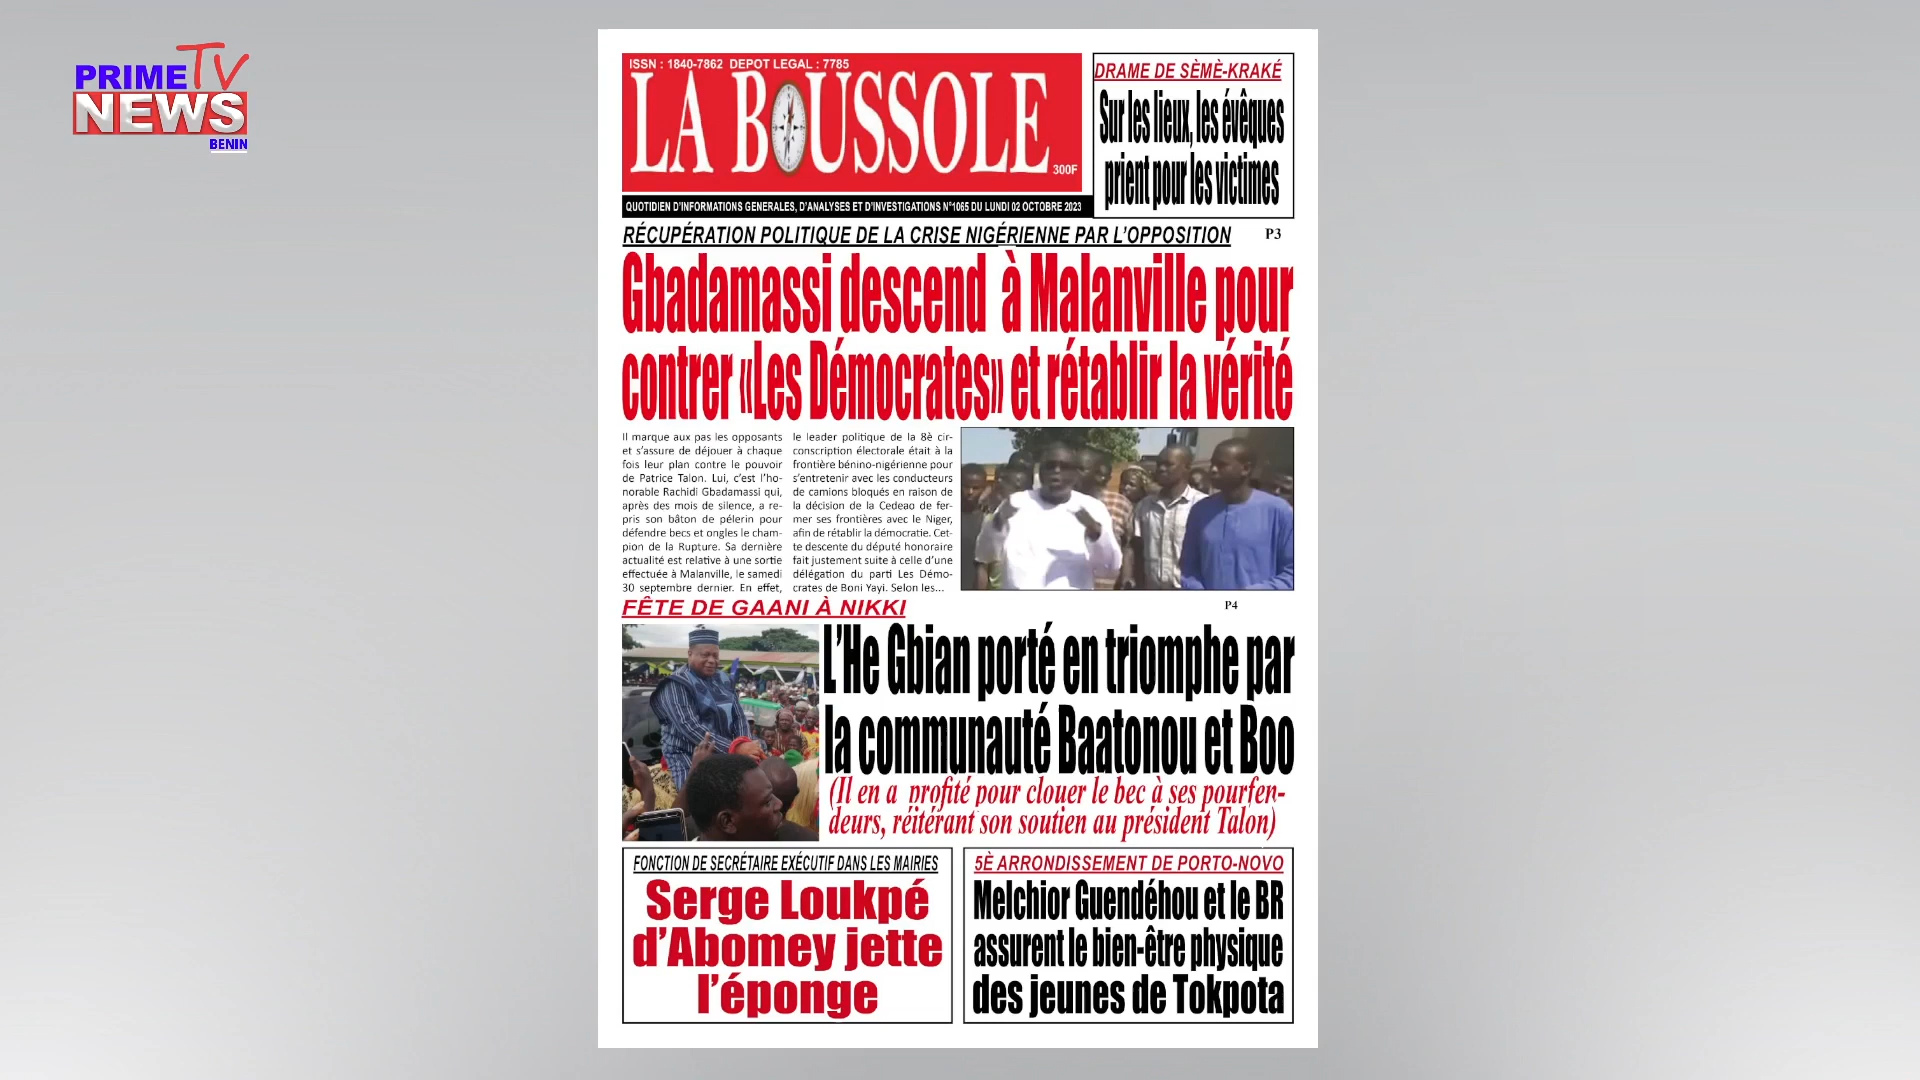 PRIME TV
NEWS
BENIN
ISSN : 1840-7862 DEPOT LEGAL : 7785
LA BOUSSOLE
300F
QUOTIDIEN D'INFORMATIONS GENERALES, D'ANALYSES ET D'INVESTIGATIONS N°1065 DU LUNDI 02 OCTOBRE 2023
DRAME DE SÈMÈ-KRAKÉ
Sur les lieux, les évêques
prient pour les victimes
RÉCUPÉRATION POLITIQUE DE LA CRISE NIGÉRIENNE PAR L'OPPOSITION
P3
Gbadamassi descend à Malanville pour
contrer «Les Démocrates» et rétablir la vérité
Il marque aux pas les opposants
et s'assure de déjouer à chaque
fois leur plan contre le pouvoir
de Patrice Talon. Lui, c'est l'ho-
norable Rachidi Gbadamassi qui,
après des mois de silence, a re-
pris son bâton de pélerin pour
défendre becs et ongles le cham-
pion de la Rupture. Sa dernière
actualité est relative à une sortie
effectuée à Malanville, le samedi
30 septembre dernier. En effet,
le leader politique de la 8è cir-
conscription électorale était à la
frontière bénino-nigérienne pour
s'entretenir avec les conducteurs
de camions bloqués en raison de
la décision de la Cedeao de fer-
mer ses frontières avec le Niger,
afin de rétablir la démocratie. Cet-
te descente du député honoraire
fait justement suite à celle d'une
délégation du parti Les Démo-
crates de Boni Yayi. Selon les...
FÊTE DE GAANI À NIKKI
P4
L'He Gbian porté en triomphe par
la communauté Baatonou et Boo
(Il en a profité pour clouer le bec à ses pourfen-
deurs, réitérant son soutien au président Talon)
FONCTION DE SECRÉTAIRE EXÉCUTIF DANS LES MAIRIES
Serge Loukpé
d'Abomey jette
l'éponge
5È ARRONDISSEMENT DE PORTO-NOVO
Melchior Guendéhou et le BR
assurent le bien-être physique
des jeunes de Tokpota